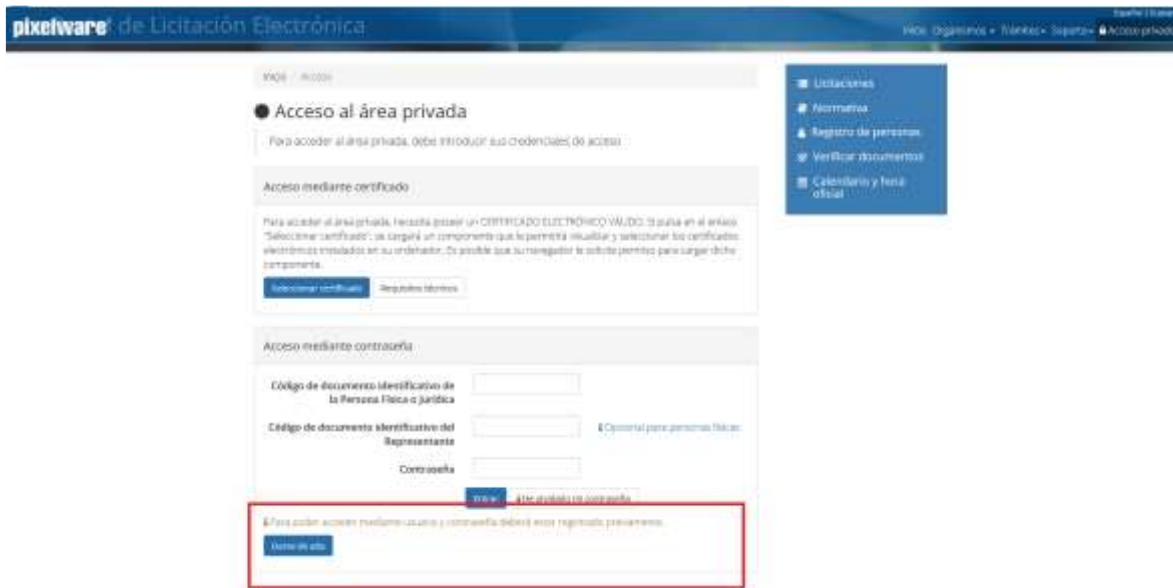 pixelware de Licitación Electrónica
Inicio Organismos Trámites Soporte Acceso privado
Inicio / Acceso
Acceso al área privada
Para acceder al área privada, debe introducir sus credenciales de acceso
Acceso mediante certificado
Para acceder al área privada, necesita poseer un CERTIFICADO ELECTRÓNICO VÁLIDO. Si pulsa en el enlace
"Seleccionar certificado", se cargará un componente que le permitirá visualizar y seleccionar los certificados
electrónicos instalados en su ordenador. Es posible que su navegador le solicite permiso para cargar dicho
componente.
Seleccionar certificado Requisitos técnicos
Acceso mediante contraseña
Código de documento identificativo de
la Persona Física o Jurídica
Código de documento identificativo del
Representante
Opcional para personas físicas
Contraseña
Entrar He olvidado mi contraseña
Para poder acceder mediante usuario y contraseña deberá estar registrado previamente.
Darse de alta
Licitaciones
Normativa
Registro de personas
Verificar documentos
Calendario y hora
oficial